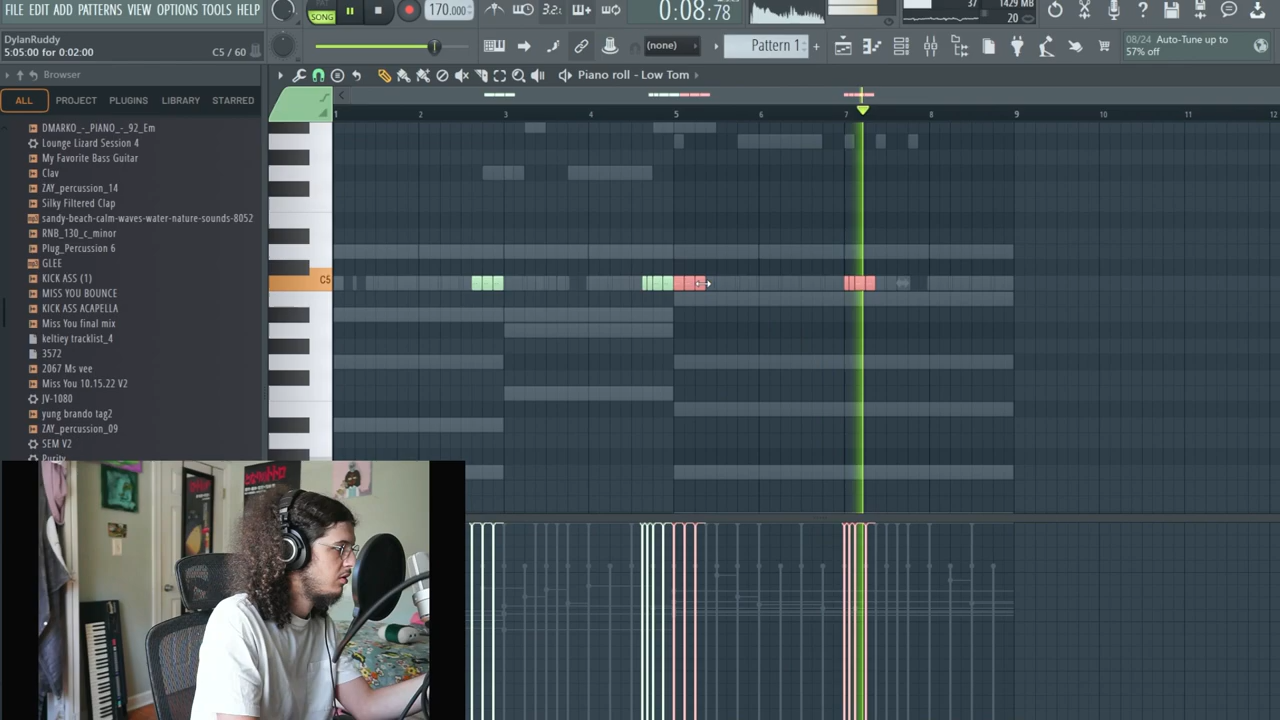 FILE EDIT ADD PATTERNS VIEW OPTIONS TOOLS HELP
SONG
170.000
3.2
0:08:78
37
1429 MB
20
DylanRuddy
5:05:00 for 0:02:00
C5 / 60
(none)
Pattern 1
08/24 Auto-Tune up to
57% off
Browser
Piano roll - Low Tom
ALL PROJECT PLUGINS LIBRARY STARRED
1 2 3 4 5 6 7 8 9 10 11 12
DMARKO_-_PIANO_-_92_Em
Lounge Lizard Session 4
My Favorite Bass Guitar
Clav
ZAY_percussion_14
Silky Filtered Clap
sandy-beach-calm-waves-water-nature-sounds-8052
RNB_130_c_minor
Plug_Percussion 6
GLEE
KICK ASS (1)
C5
MISS YOU BOUNCE
KICK ASS ACAPELLA
Miss You final mix
keltiey tracklist_4
3572
2067 Ms vee
Miss You 10.15.22 V2
JV-1080
yung brando tag2
ZAY_percussion_09
SEM V2
Purity